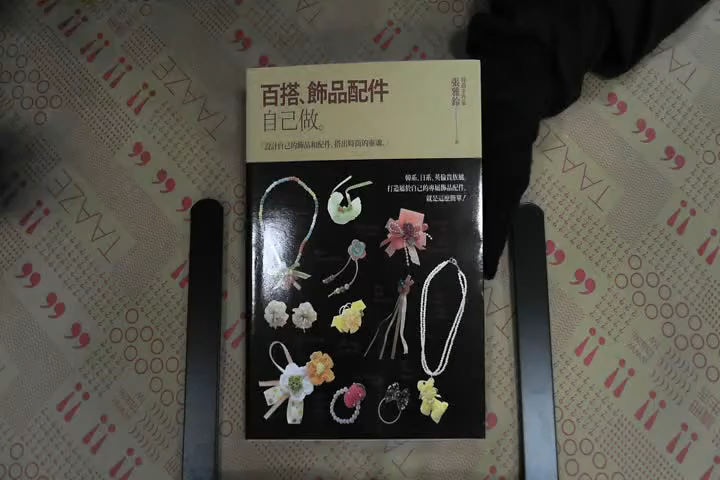 百搭、飾品配件
自己做。
張雅鈴 著
「設計自己的飾品和配件,搭出時尚的靈魂。」
韓系、日系、英倫貴族風,
打造屬於自己的專屬飾品配件,
就是這麼簡單!
TAAZE
TAAZE
TAAZE